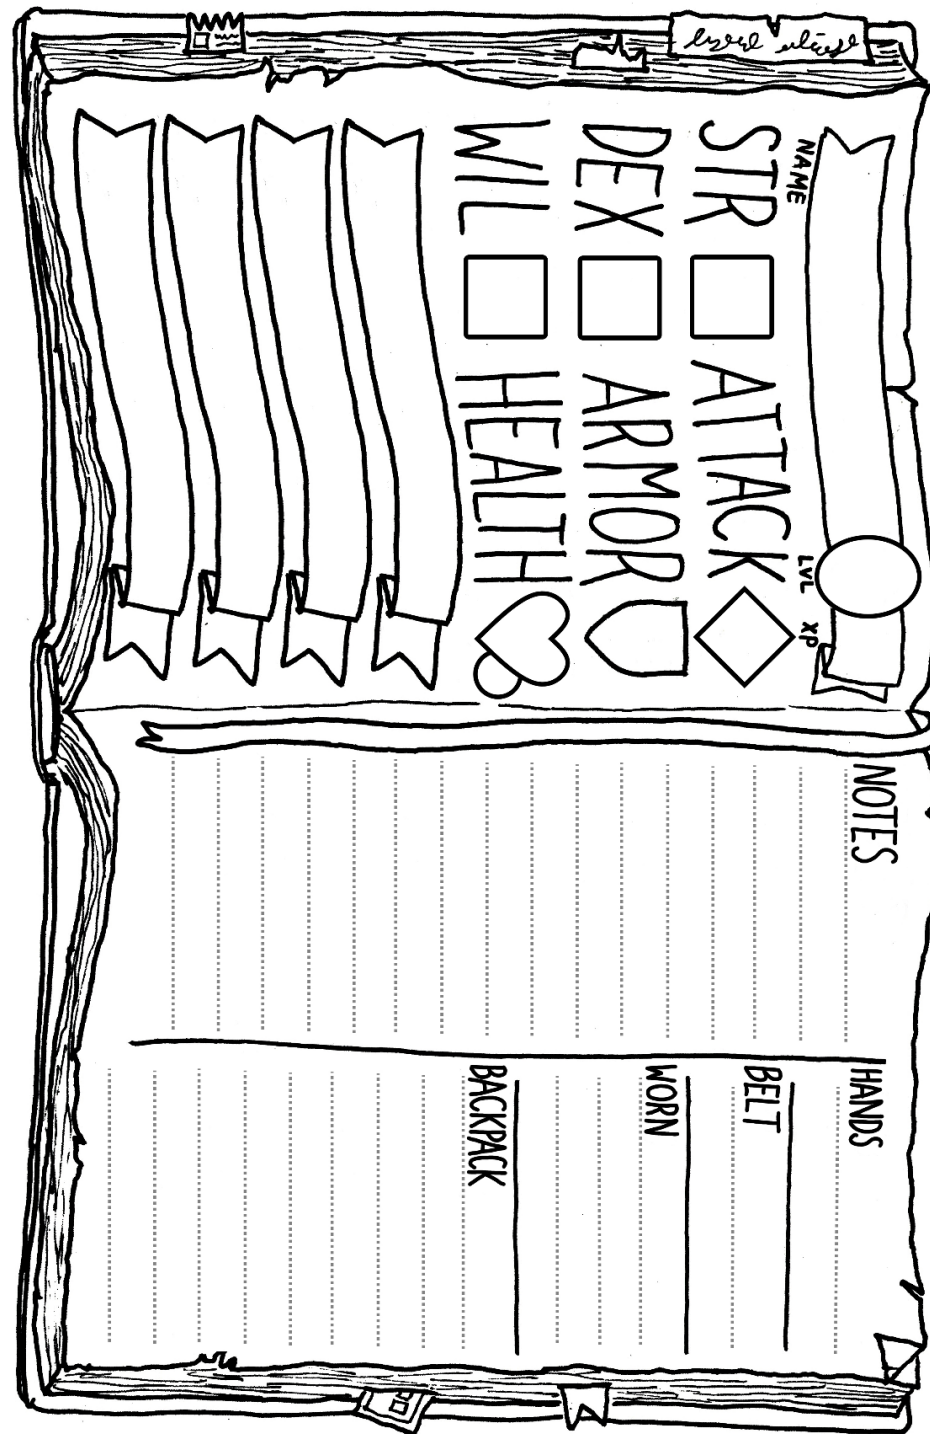 NAME
LVL XP
STR ATTACK
DEX ARMOR
WIL HEALTH
NOTES
HANDS
BELT
WORN
BACKPACK